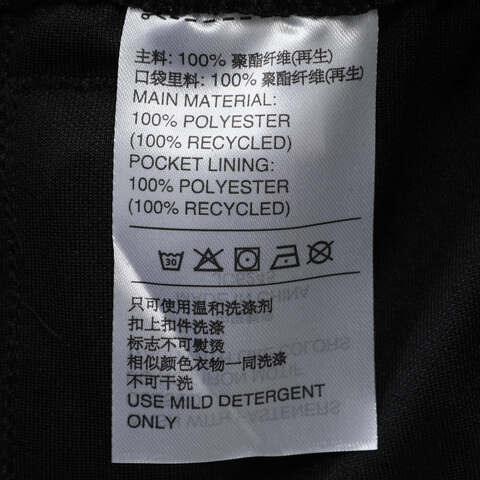 主料: 100% 聚酯纤维(再生)
口袋里料: 100% 聚酯纤维(再生)
MAIN MATERIAL:
100% POLYESTER
(100% RECYCLED)
POCKET LINING:
100% POLYESTER
(100% RECYCLED)
30
只可使用温和洗涤剂
扣上扣件洗涤
标志不可熨烫
相似颜色衣物一同洗涤
不可干洗
USE MILD DETERGENT
ONLY